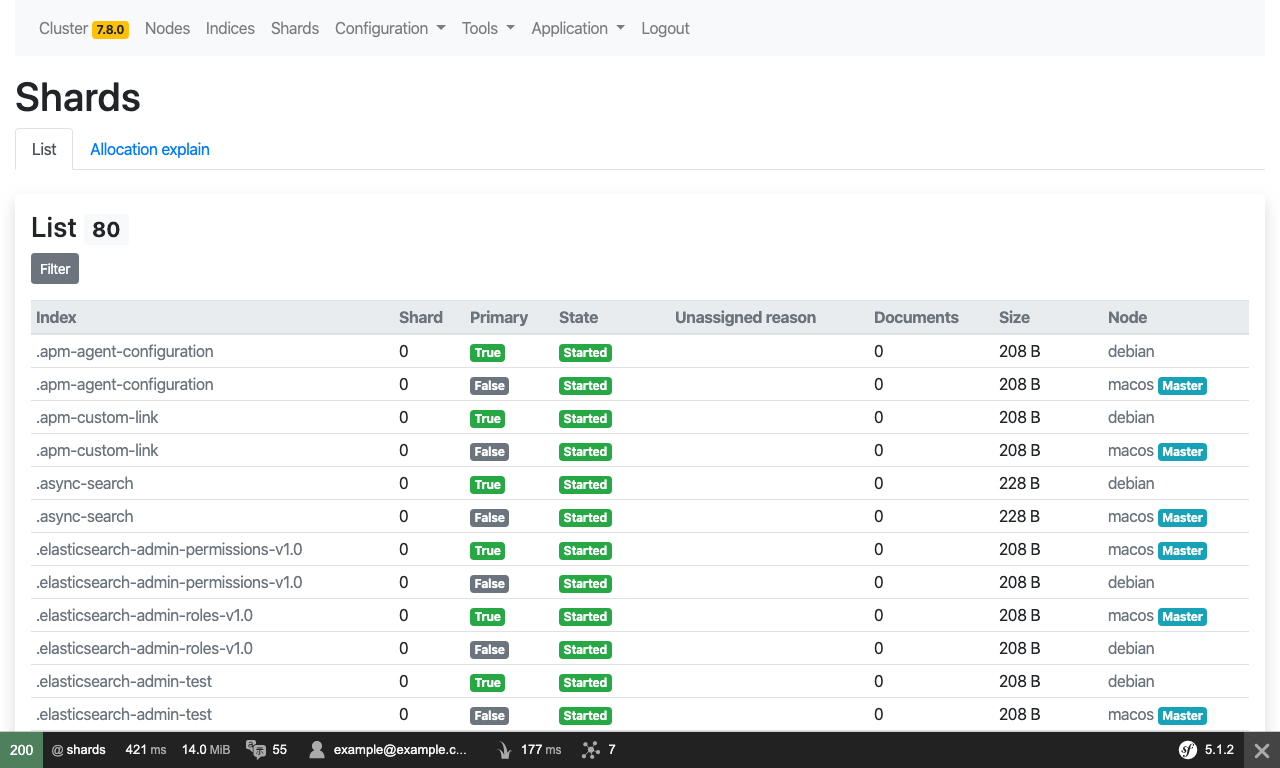 Cluster 7.8.0 Nodes Indices Shards Configuration Tools Application Logout
Shards
List Allocation explain
List 80
Filter
Index Shard Primary State Unassigned reason Documents Size Node
.apm-agent-configuration 0 True Started 0 208 B debian
.apm-agent-configuration 0 False Started 0 208 B macos Master
.apm-custom-link 0 True Started 0 208 B debian
.apm-custom-link 0 False Started 0 208 B macos Master
.async-search 0 True Started 0 228 B debian
.async-search 0 False Started 0 228 B macos Master
.elasticsearch-admin-permissions-v1.0 0 True Started 0 208 B macos Master
.elasticsearch-admin-permissions-v1.0 0 False Started 0 208 B debian
.elasticsearch-admin-roles-v1.0 0 True Started 0 208 B macos Master
.elasticsearch-admin-roles-v1.0 0 False Started 0 208 B debian
.elasticsearch-admin-test 0 True Started 0 208 B debian
.elasticsearch-admin-test 0 False Started 0 208 B macos Master
200 @ shards 421 ms 14.0 MiB 55 example@example.c... 177 ms 7 sf 5.1.2